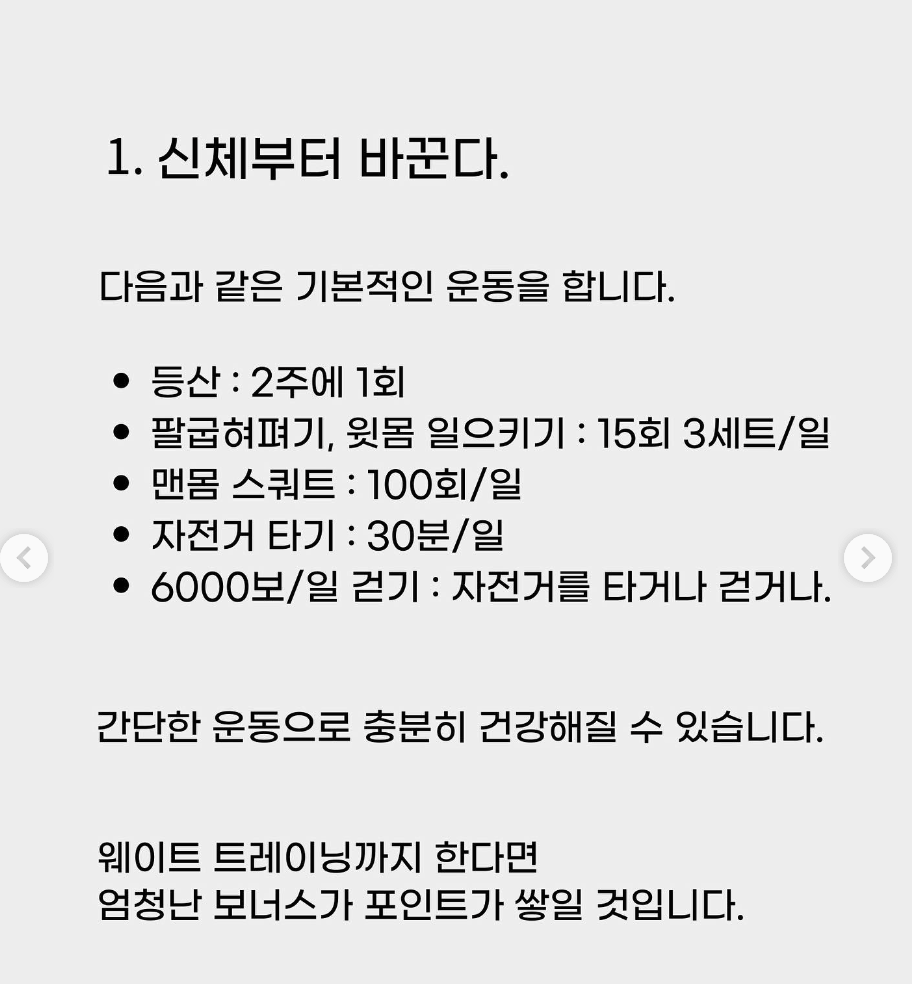 1. 신체부터 바꾼다.
다음과 같은 기본적인 운동을 합니다.
• 등산 : 2주에 1회
• 팔굽혀펴기, 윗몸 일으키기 : 15회 3세트/일
• 맨몸 스쿼트 : 100회/일
• 자전거 타기 : 30분/일
• 6000보/일 걷기 : 자전거를 타거나 걷거나.
간단한 운동으로 충분히 건강해질 수 있습니다.
웨이트 트레이닝까지 한다면
엄청난 보너스가 포인트가 쌓일 것입니다.